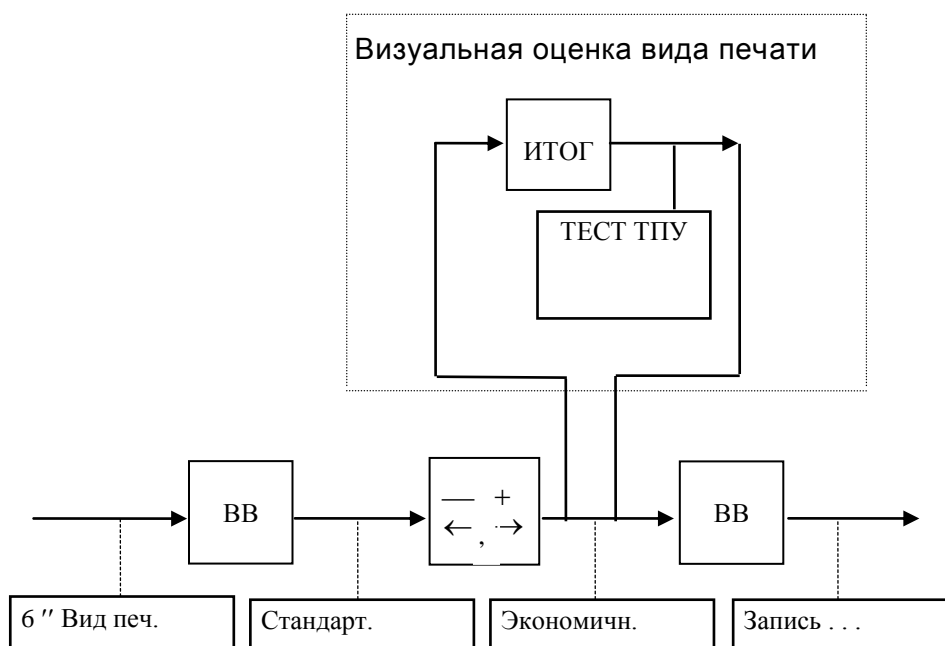 Визуальная оценка вида печати
ИТОГ
ТЕСТ ТПУ
ВВ
— +
← , →
ВВ
6 ″ Вид печ.
Стандарт.
Экономичн.
Запись . . .